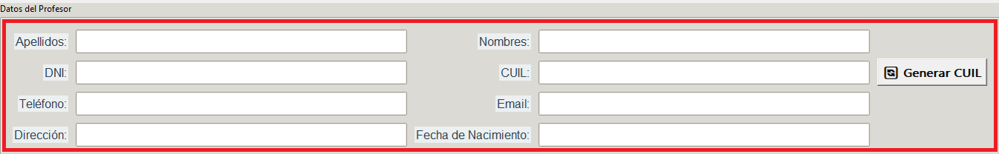 Datos del Profesor
Apellidos: Nombres:
DNI: CUIL: Generar CUIL
Teléfono: Email:
Dirección: Fecha de Nacimiento: